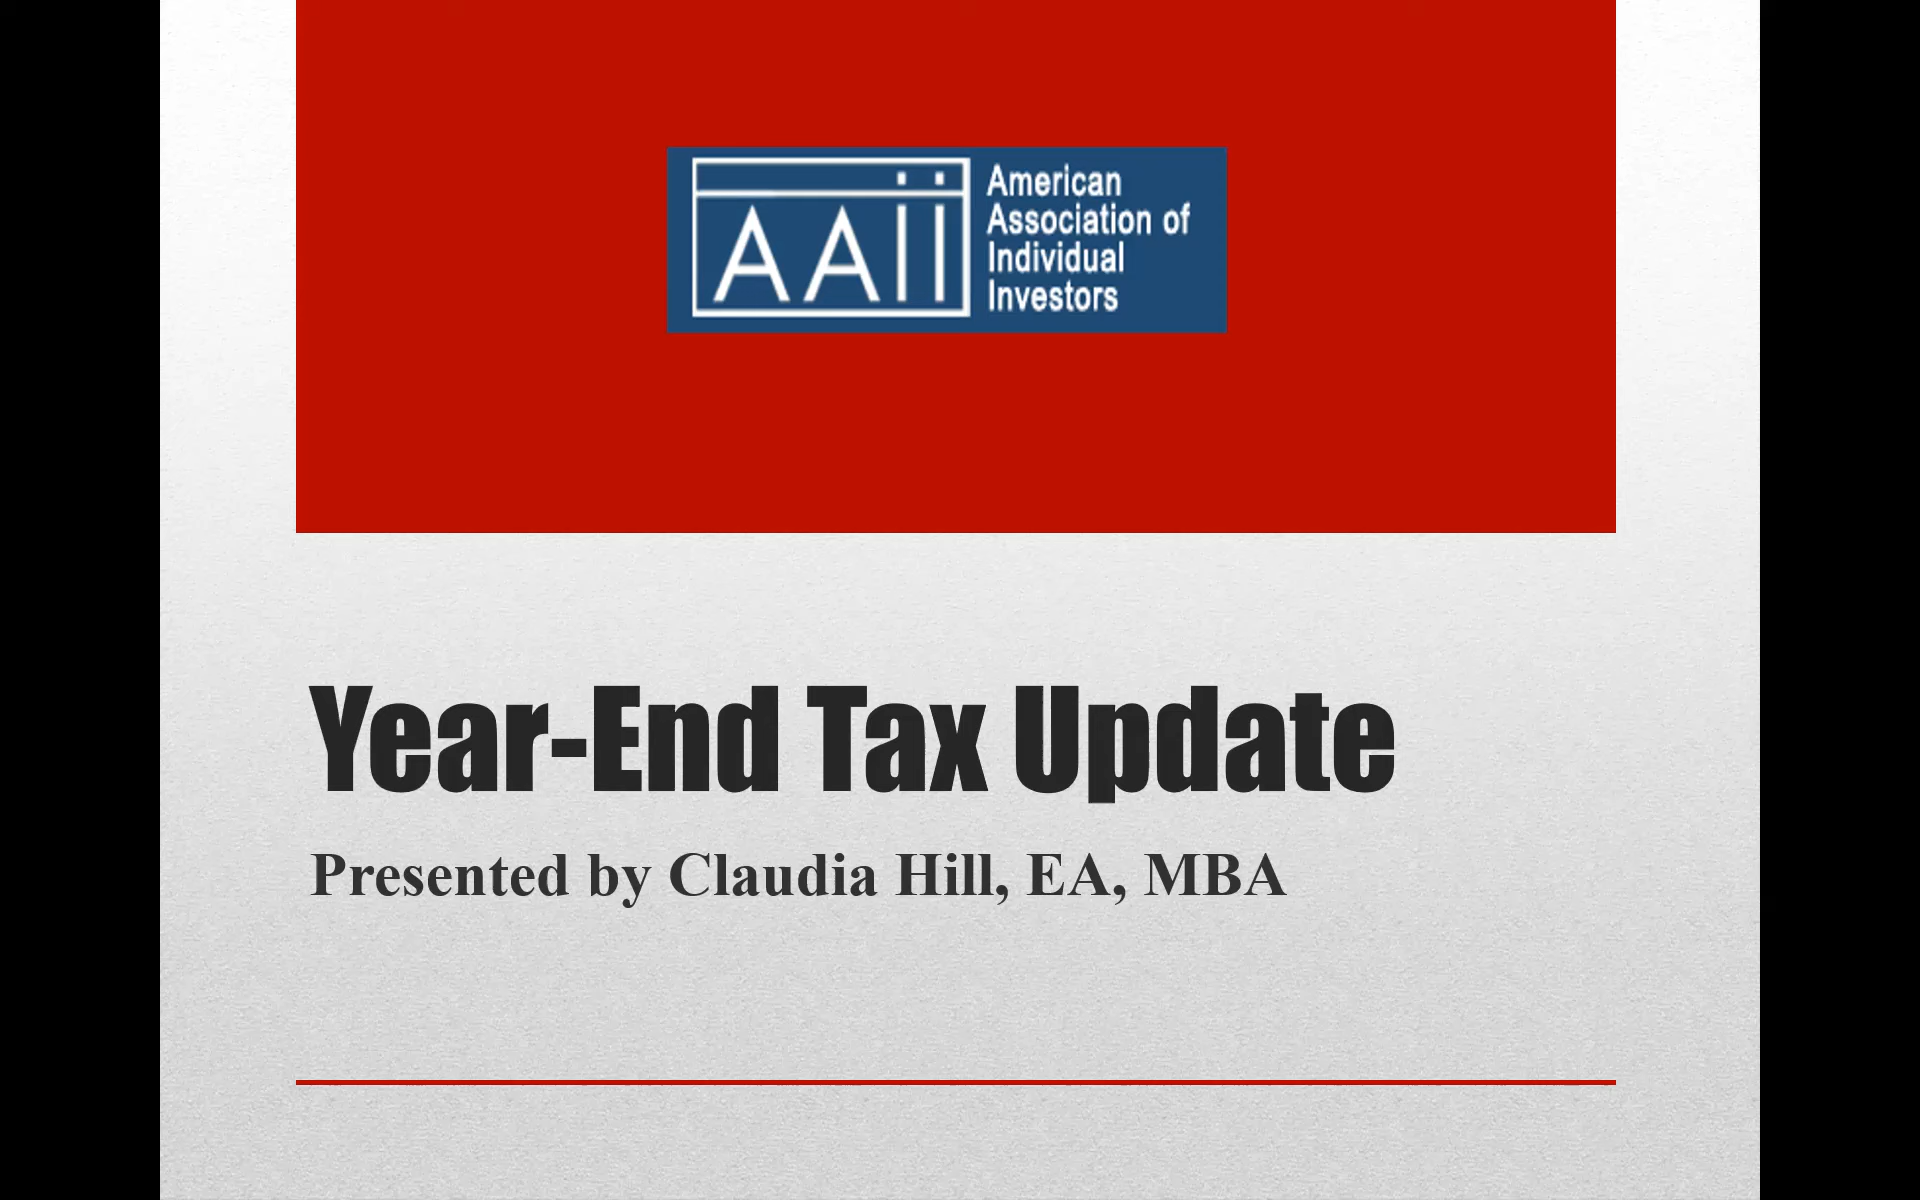 AAii
American
Association of
Individual
Investors
Year-End Tax Update
Presented by Claudia Hill, EA, MBA